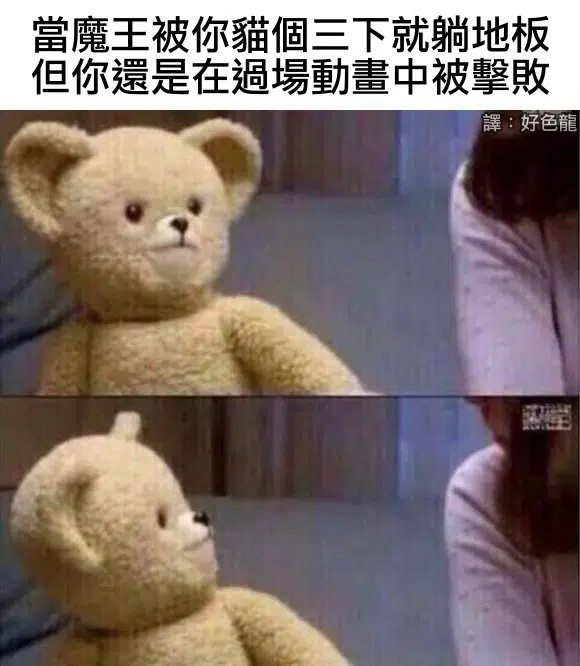 當魔王被你貓個三下就躺地板
但你還是在過場動畫中被擊敗
譯：好色龍